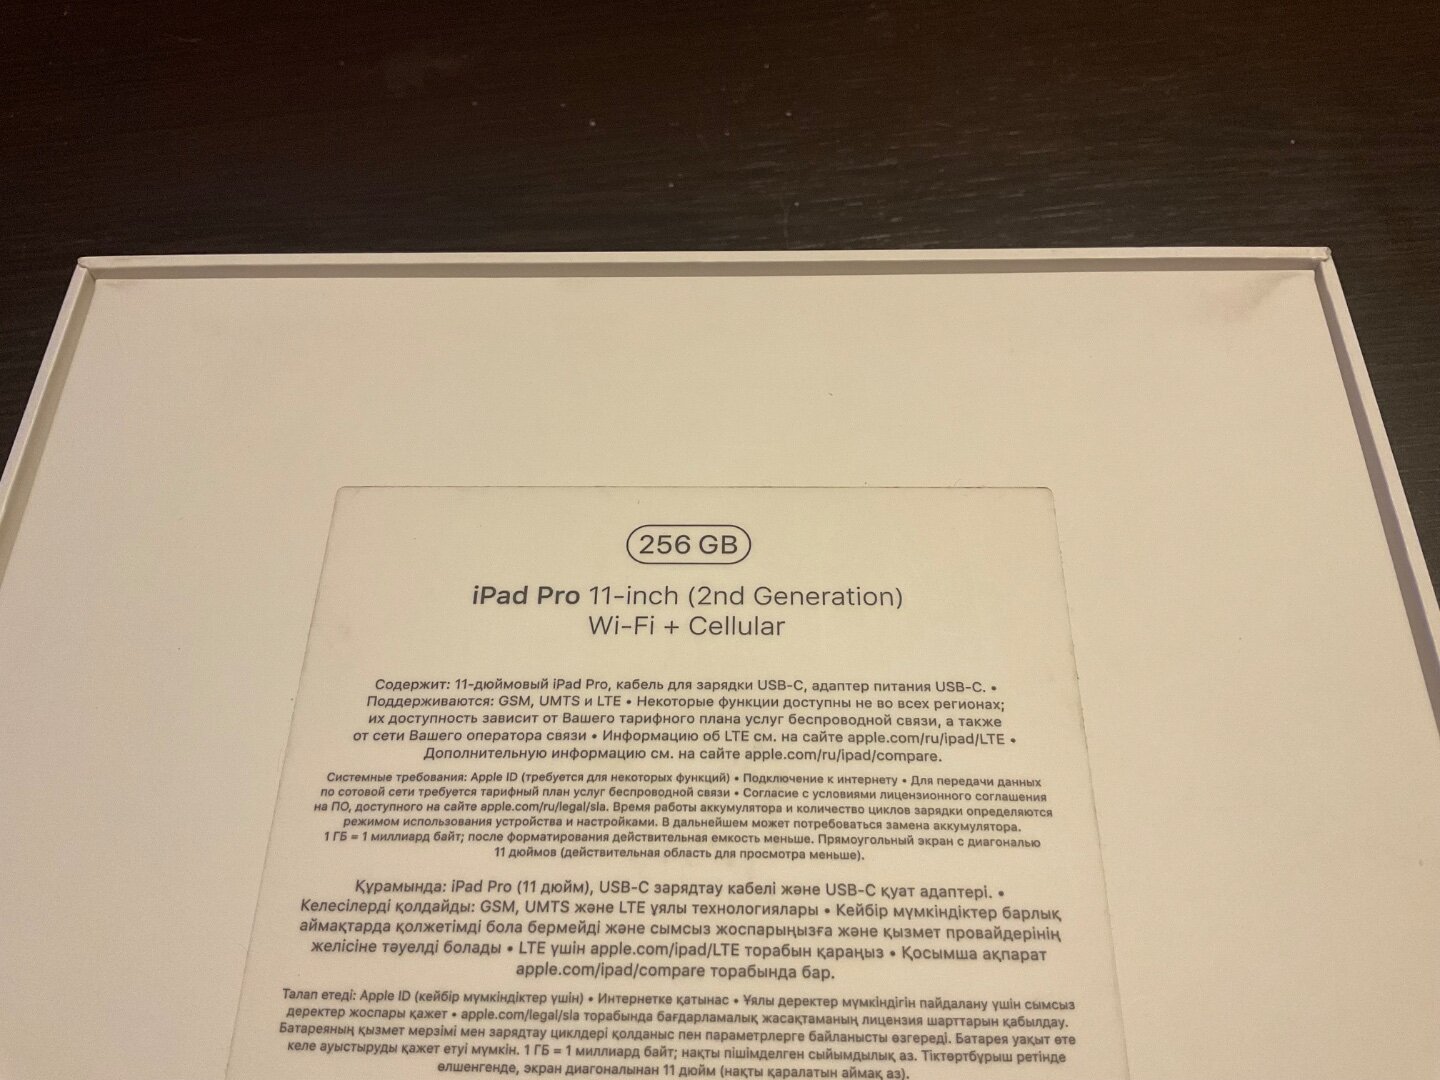 256 GB
iPad Pro 11-inch (2nd Generation)
Wi-Fi + Cellular
Содержит: 11-дюймовый iPad Pro, кабель для зарядки USB-C, адаптер питания USB-C. •
Поддерживаются: GSM, UMTS и LTE • Некоторые функции доступны не во всех регионах;
их доступность зависит от Вашего тарифного плана услуг беспроводной связи, а также
от сети Вашего оператора связи • Информацию об LTE см. на сайте apple.com/ru/ipad/LTE •
Дополнительную информацию см. на сайте apple.com/ru/ipad/compare.
Системные требования: Apple ID (требуется для некоторых функций) • Подключение к интернету • Для передачи данных
по сотовой сети требуется тарифный план услуг беспроводной связи • Согласие с условиями лицензионного соглашения
на ПО, доступного на сайте apple.com/ru/legal/sla. Время работы аккумулятора и количество циклов зарядки определяются
режимом использования устройства и настройками. В дальнейшем может потребоваться замена аккумулятора.
1 ГБ = 1 миллиард байт; после форматирования действительная емкость меньше. Прямоугольный экран с диагональю
11 дюймов (действительная область для просмотра меньше).
Құрамында: iPad Pro (11 дюйм), USB-C зарядтау кабелі және USB-C қуат адаптері. •
Келесілерді қолдайды: GSM, UMTS және LTE ұялы технологиялары • Кейбір мүмкіндіктер барлық
аймақтарда қолжетімді бола бермейді және сымсыз жоспарыңызға және қызмет провайдерінің
желісіне тәуелді болады • LTE үшін apple.com/ipad/LTE торабын қараңыз • Қосымша ақпарат
apple.com/ipad/compare торабында бар.
Талап етеді: Apple ID (кейбір мүмкіндіктер үшін) • Интернетке қатынас • Ұялы деректер мүмкіндігін пайдалану үшін сымсыз
деректер жоспары қажет • apple.com/legal/sla торабында бағдарламалық жасақтаманың лицензия шарттарын қабылдау.
Батареяның қызмет мерзімі мен зарядтау циклдері қолданыс пен параметрлерге байланысты өзгереді. Батарея уақыт өте
келе ауыстыруды қажет етуі мүмкін. 1 ГБ = 1 миллиард байт; нақты пішімделген сыйымдылық аз. Тіктөртбұрыш ретінде
өлшенгенде, экран диагоналынан 11 дюйм (нақты қаралатын аймақ аз).